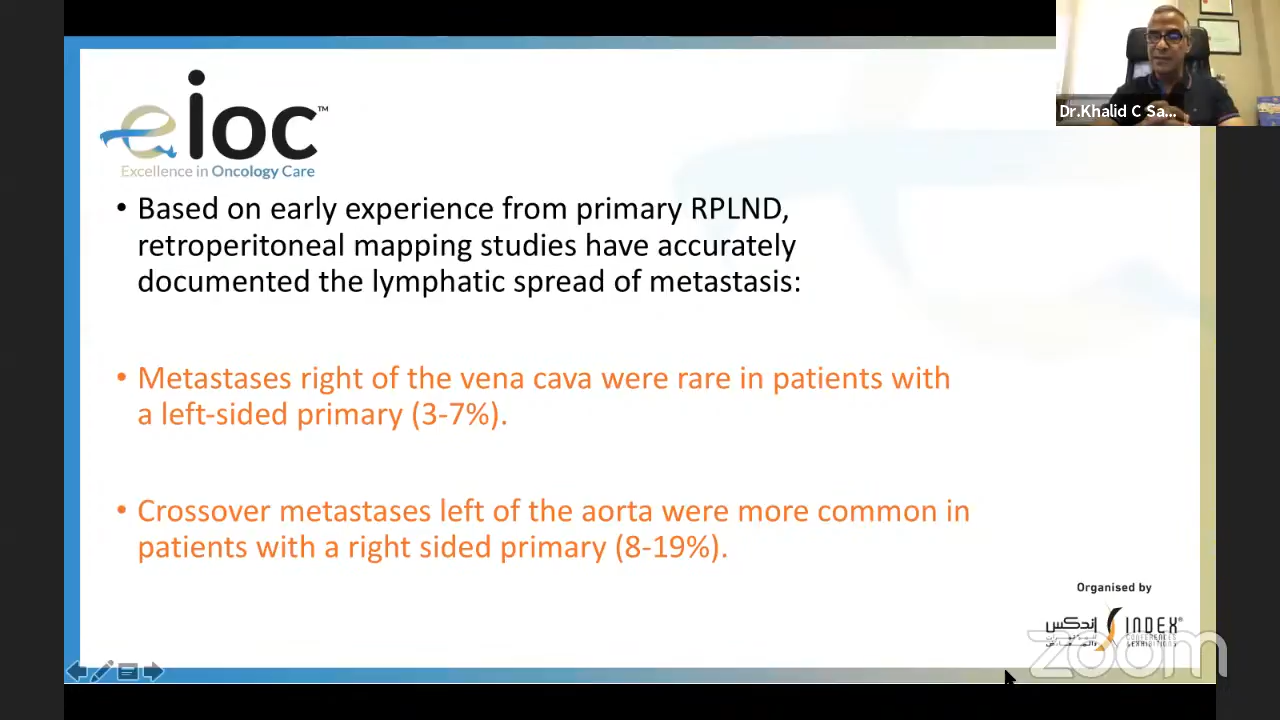 Dr.Khalid C Sa...
eioc™
Excellence in Oncology Care
• Based on early experience from primary RPLND,
retroperitoneal mapping studies have accurately
documented the lymphatic spread of metastasis:
• Metastases right of the vena cava were rare in patients with
a left-sided primary (3-7%).
• Crossover metastases left of the aorta were more common in
patients with a right sided primary (8-19%).
Organised by
إندكس
INDEX®
CONFERENCES
zoom